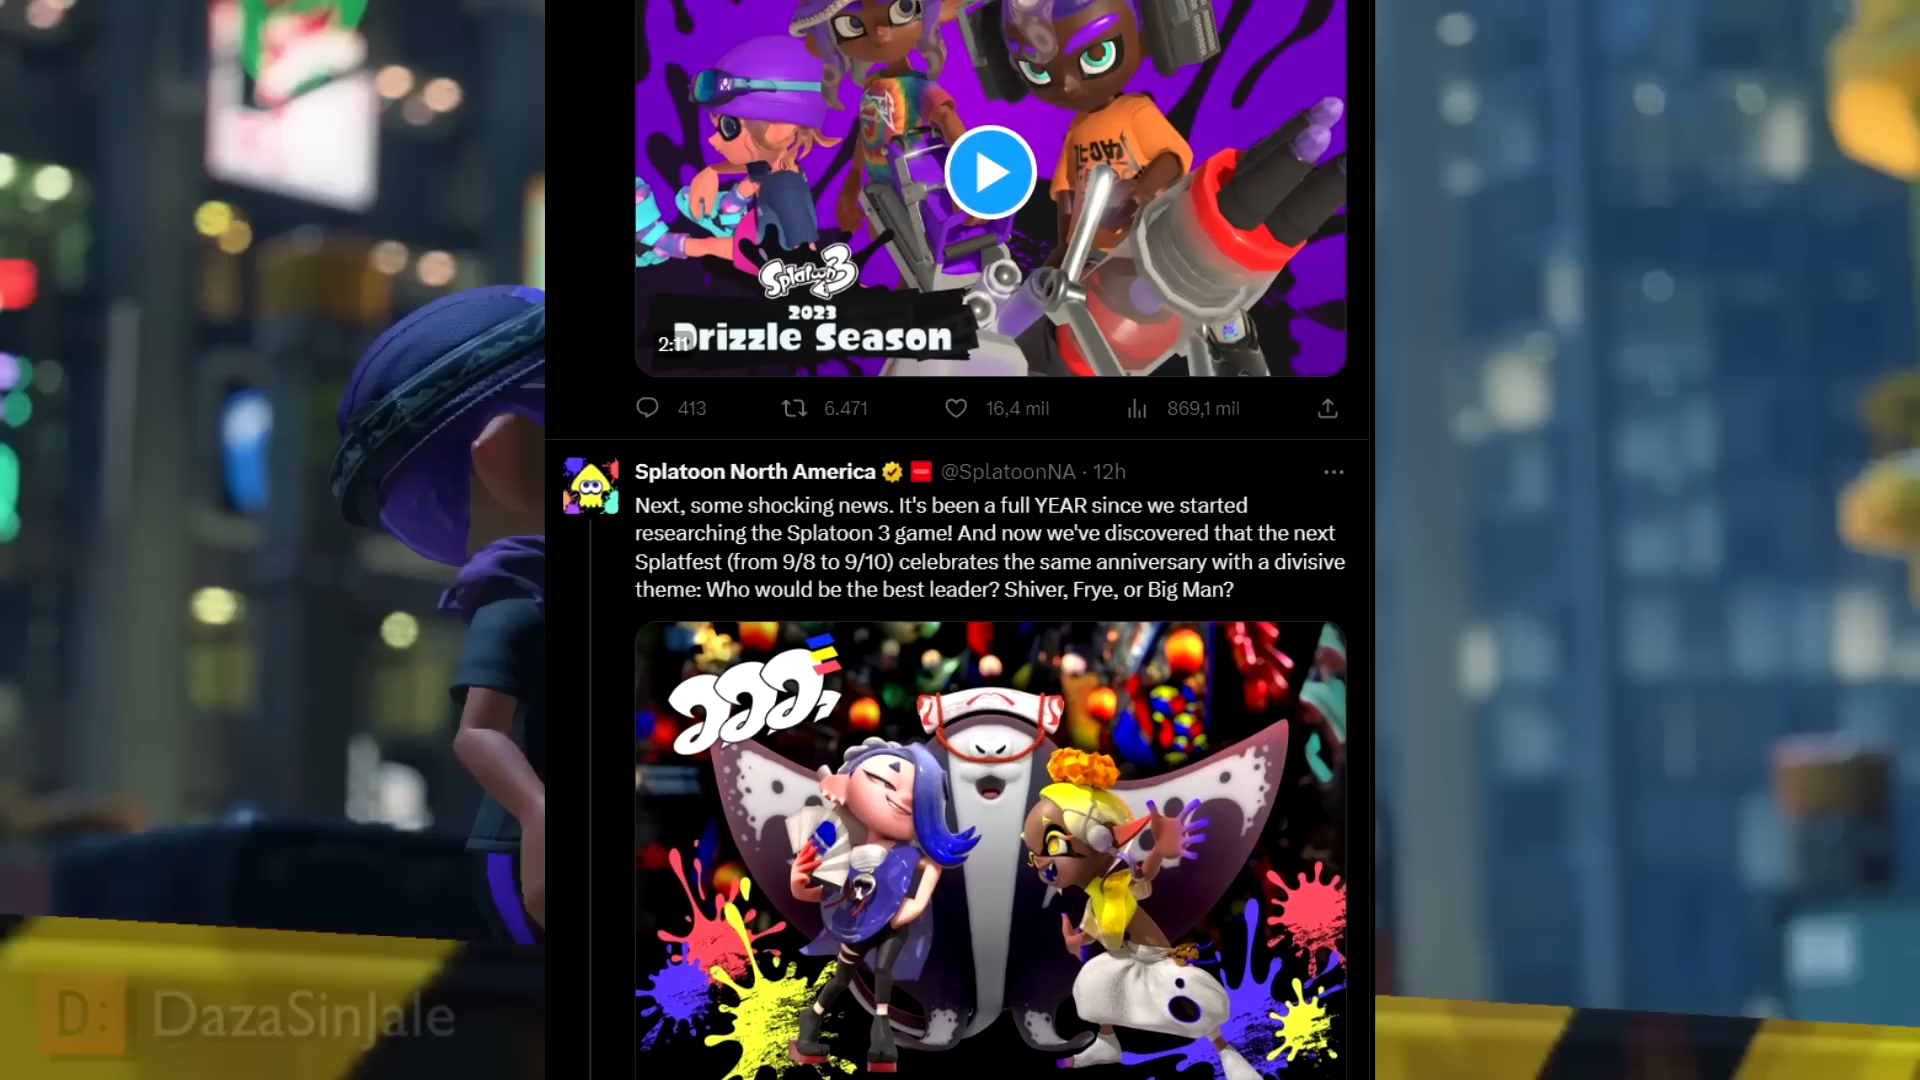 Splatoon 3
2023
Drizzle Season
2:11
413
6.471
16,4 mil
869,1 mil
Splatoon North America @SplatoonNA · 12h
Next, some shocking news. It's been a full YEAR since we started
researching the Splatoon 3 game! And now we've discovered that the next
Splatfest (from 9/8 to 9/10) celebrates the same anniversary with a divisive
theme: Who would be the best leader? Shiver, Frye, or Big Man?
D: DazaSinJale